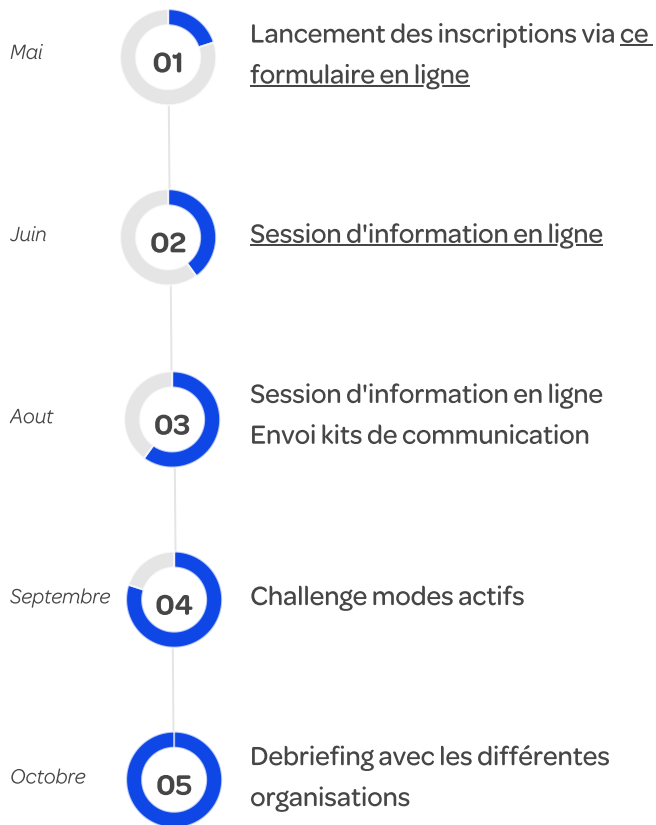 Mai
01
Lancement des inscriptions via ce
formulaire en ligne
Juin
02
Session d'information en ligne
Aout
03
Session d'information en ligne
Envoi kits de communication
Septembre
04
Challenge modes actifs
Octobre
05
Debriefing avec les différentes
organisations